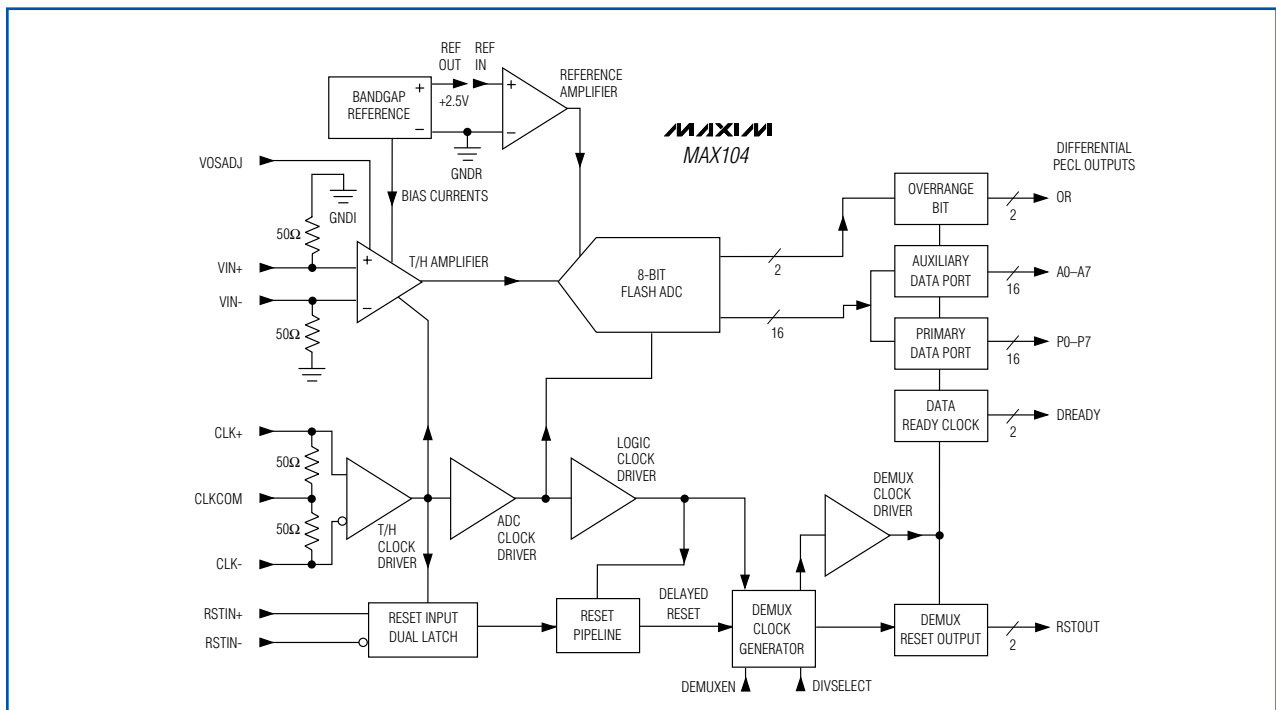 REF
OUT
REF
IN
REFERENCE
AMPLIFIER
BANDGAP
REFERENCE
+
−
+2.5V
+
−
GNDR
MAXIM
MAX104
DIFFERENTIAL
PECL OUTPUTS
VOSADJ
BIAS CURRENTS
GNDI
50Ω
OVERRANGE
BIT
2
OR
VIN+
+
T/H AMPLIFIER
8-BIT
FLASH ADC
2
AUXILIARY
DATA PORT
16
A0–A7
VIN-
−
50Ω
16
PRIMARY
DATA PORT
16
P0–P7
DATA
READY CLOCK
2
DREADY
CLK+
50Ω
CLKCOM
50Ω
CLK-
T/H
CLOCK
DRIVER
ADC
CLOCK
DRIVER
LOGIC
CLOCK
DRIVER
DEMUX
CLOCK
DRIVER
RSTIN+
RSTIN-
RESET INPUT
DUAL LATCH
RESET
PIPELINE
DELAYED
RESET
DEMUX
CLOCK
GENERATOR
DEMUX
RESET OUTPUT
2
RSTOUT
DEMUXEN
DIVSELECT